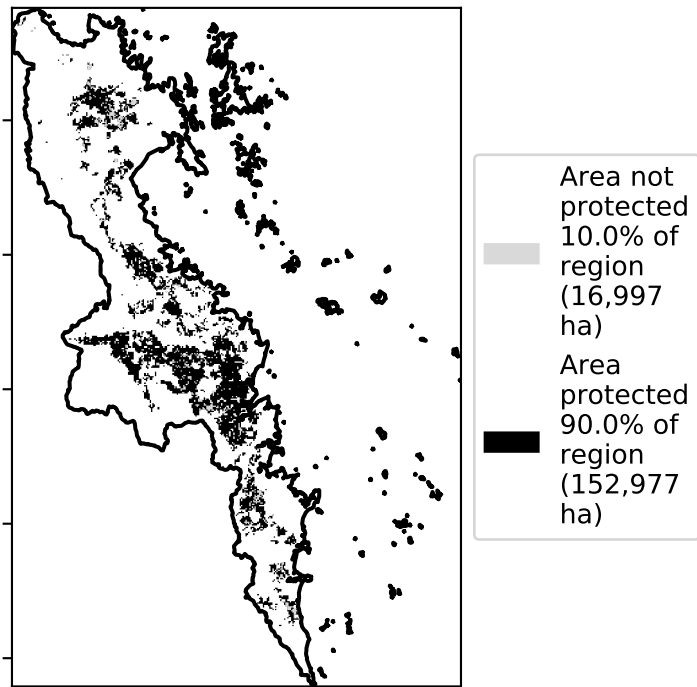 Area not
protected
10.0% of
region
(16,997
ha)
Area
protected
90.0% of
region
(152,977
ha)